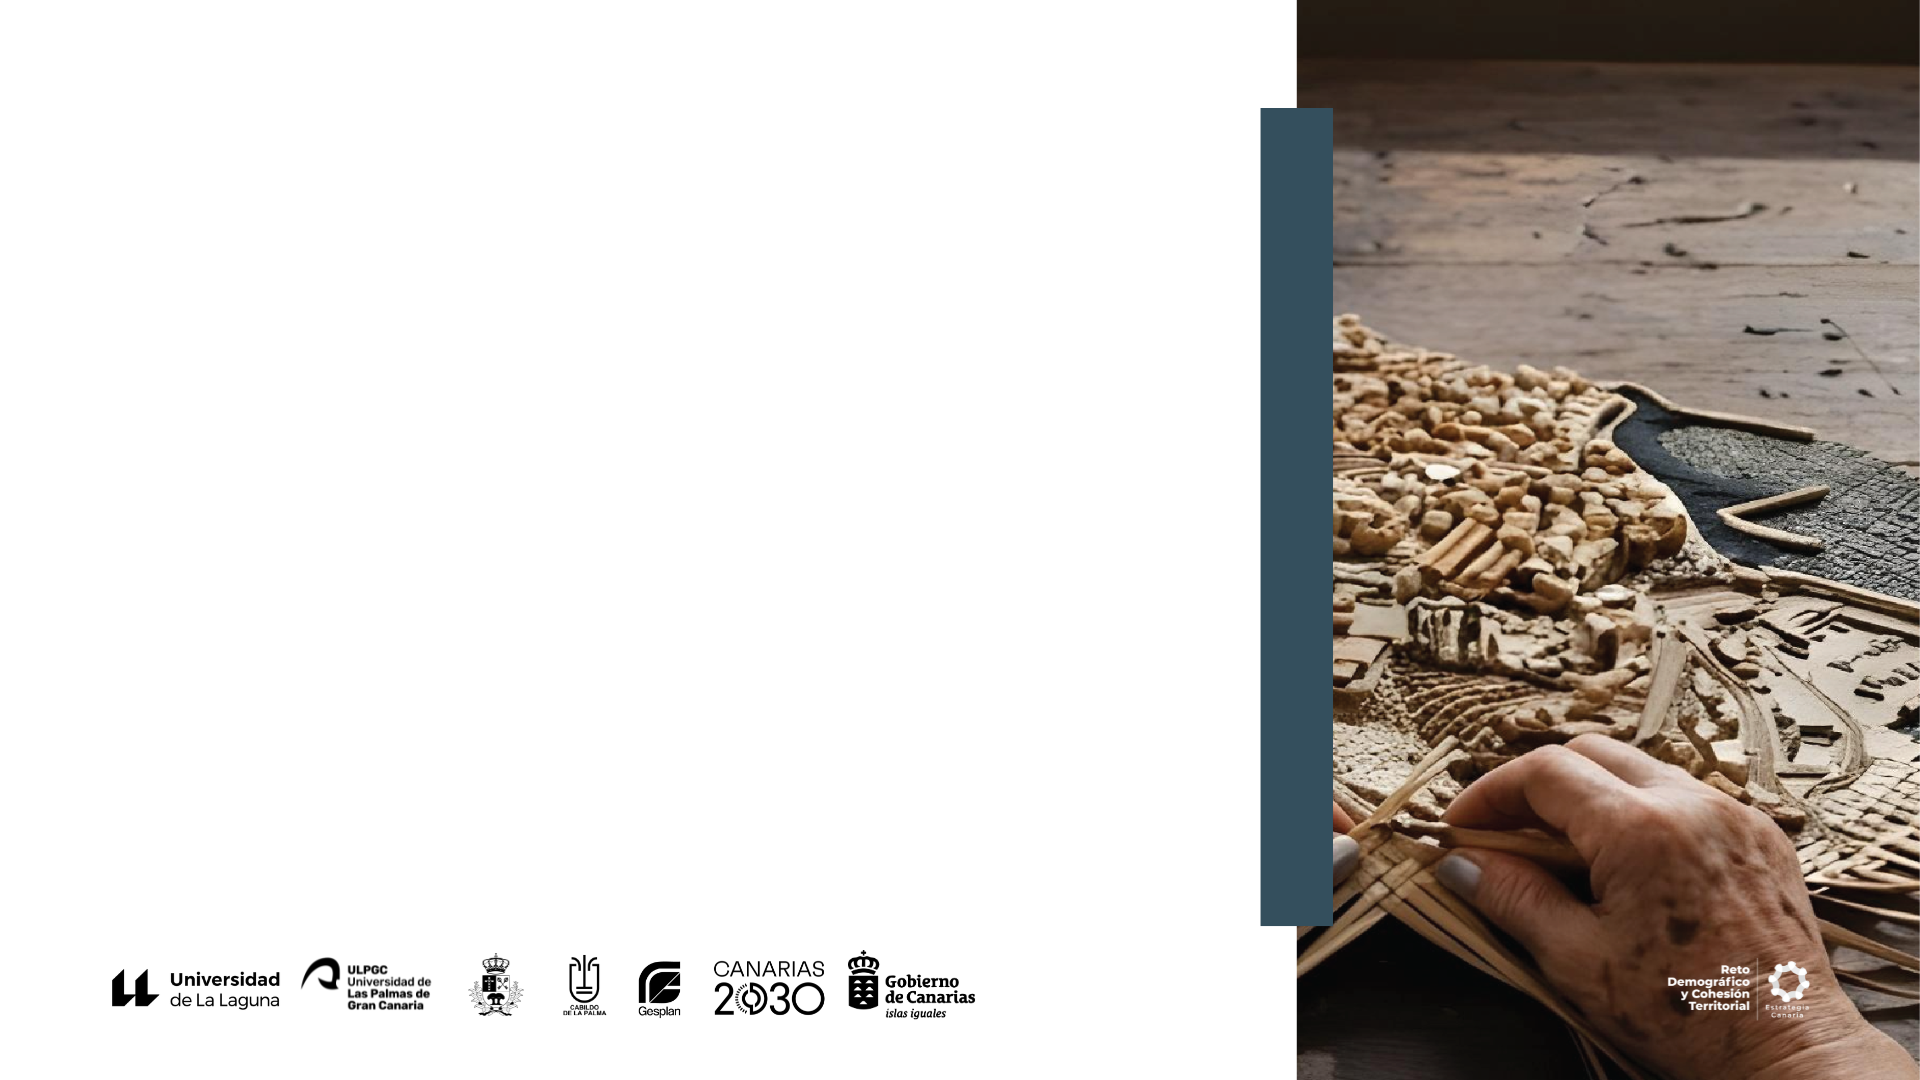 Universidad
de La Laguna
ULPGC
Universidad de
Las Palmas de
Gran Canaria
CABILDO
DE LA PALMA
Gesplan
CANARIAS
2030
Gobierno
de Canarias
islas iguales
Reto
Demográfico
y Cohesión
Territorial
Estrategia
Canaria